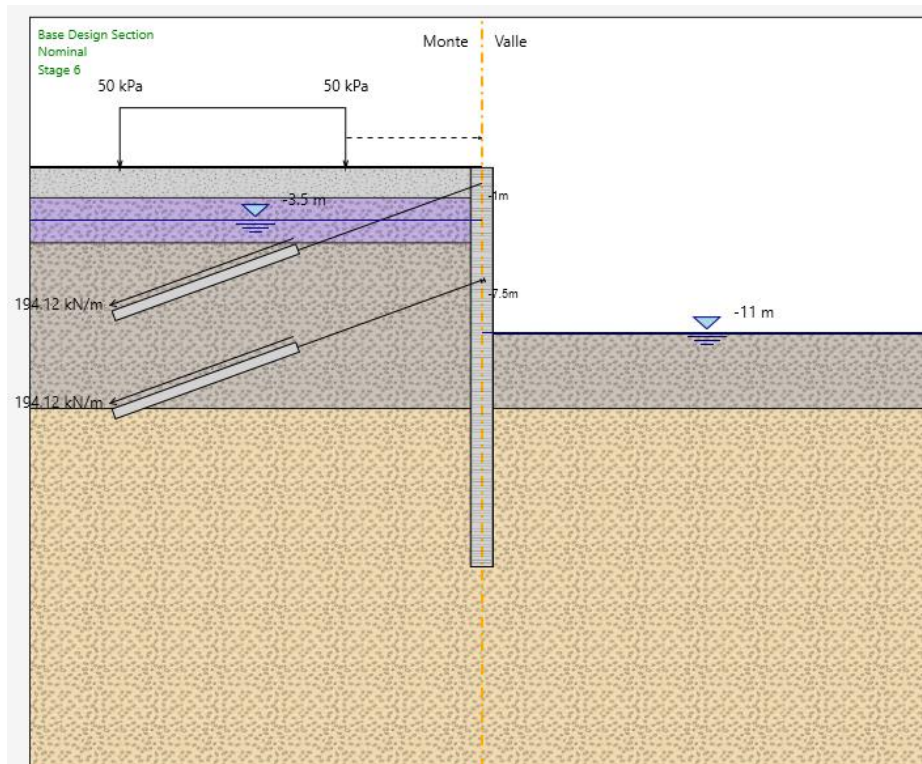 Base Design Section
Nominal
Stage 6
Monte
Valle
50 kPa
50 kPa
-1m
-3.5 m
-7.5m
194.12 kN/m
-11 m
194.12 kN/m